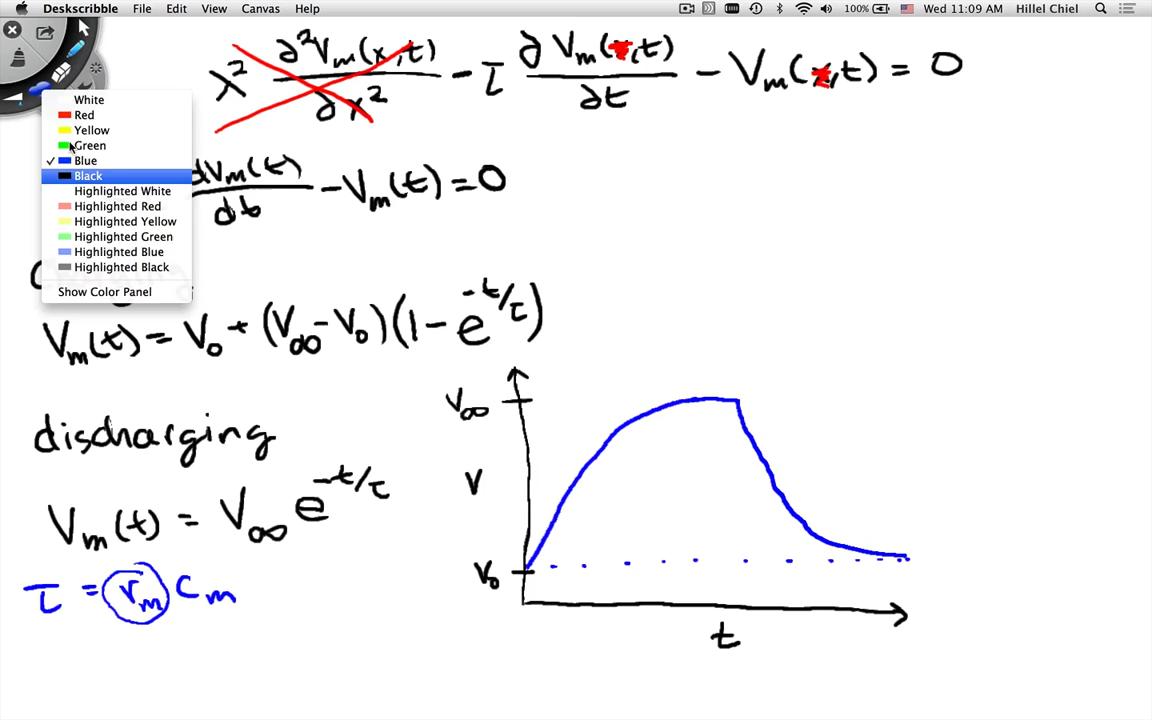 Deskscribble File Edit View Canvas Help 100% Wed 11:09 AM Hillel Chiel
λ² ∂²Vm(x,t)/∂x² − τ ∂Vm(x,t)/∂t − Vm(x,t) = 0
White
Red
Yellow
Green
Blue
Black
Highlighted White
Highlighted Red
Highlighted Yellow
Highlighted Green
Highlighted Blue
Highlighted Black
Show Color Panel
dVm(t)/dt − Vm(t) = 0
Vm(t) = V0 + (V∞ − V0)(1 − e^−t/τ)
discharging
Vm(t) = V∞ e^−t/τ
τ = rm cm
V∞
V
V0
t